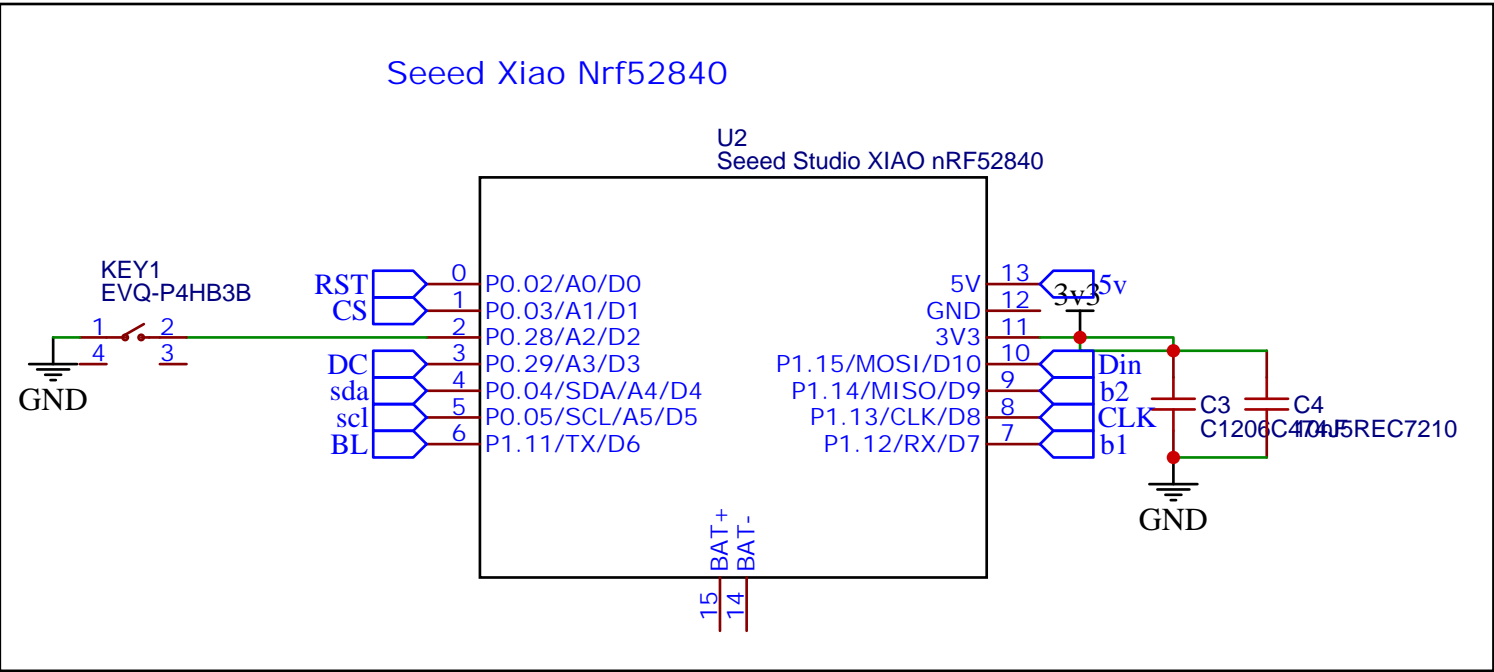 Seeed Xiao Nrf52840
U2
Seeed Studio XIAO nRF52840
KEY1
EVQ-P4HB3B
1
2
4
3
GND
RST
CS
DC
sda
scl
BL
0
1
2
3
4
5
6
P0.02/A0/D0
P0.03/A1/D1
P0.28/A2/D2
P0.29/A3/D3
P0.04/SDA/A4/D4
P0.05/SCL/A5/D5
P1.11/TX/D6
5V
GND
3V3
P1.15/MOSI/D10
P1.14/MISO/D9
P1.13/CLK/D8
P1.12/RX/D7
13
12
11
10
9
8
7
5v
3v3
Din
b2
CLK
b1
BAT+
BAT-
15
14
C3
C4
GND